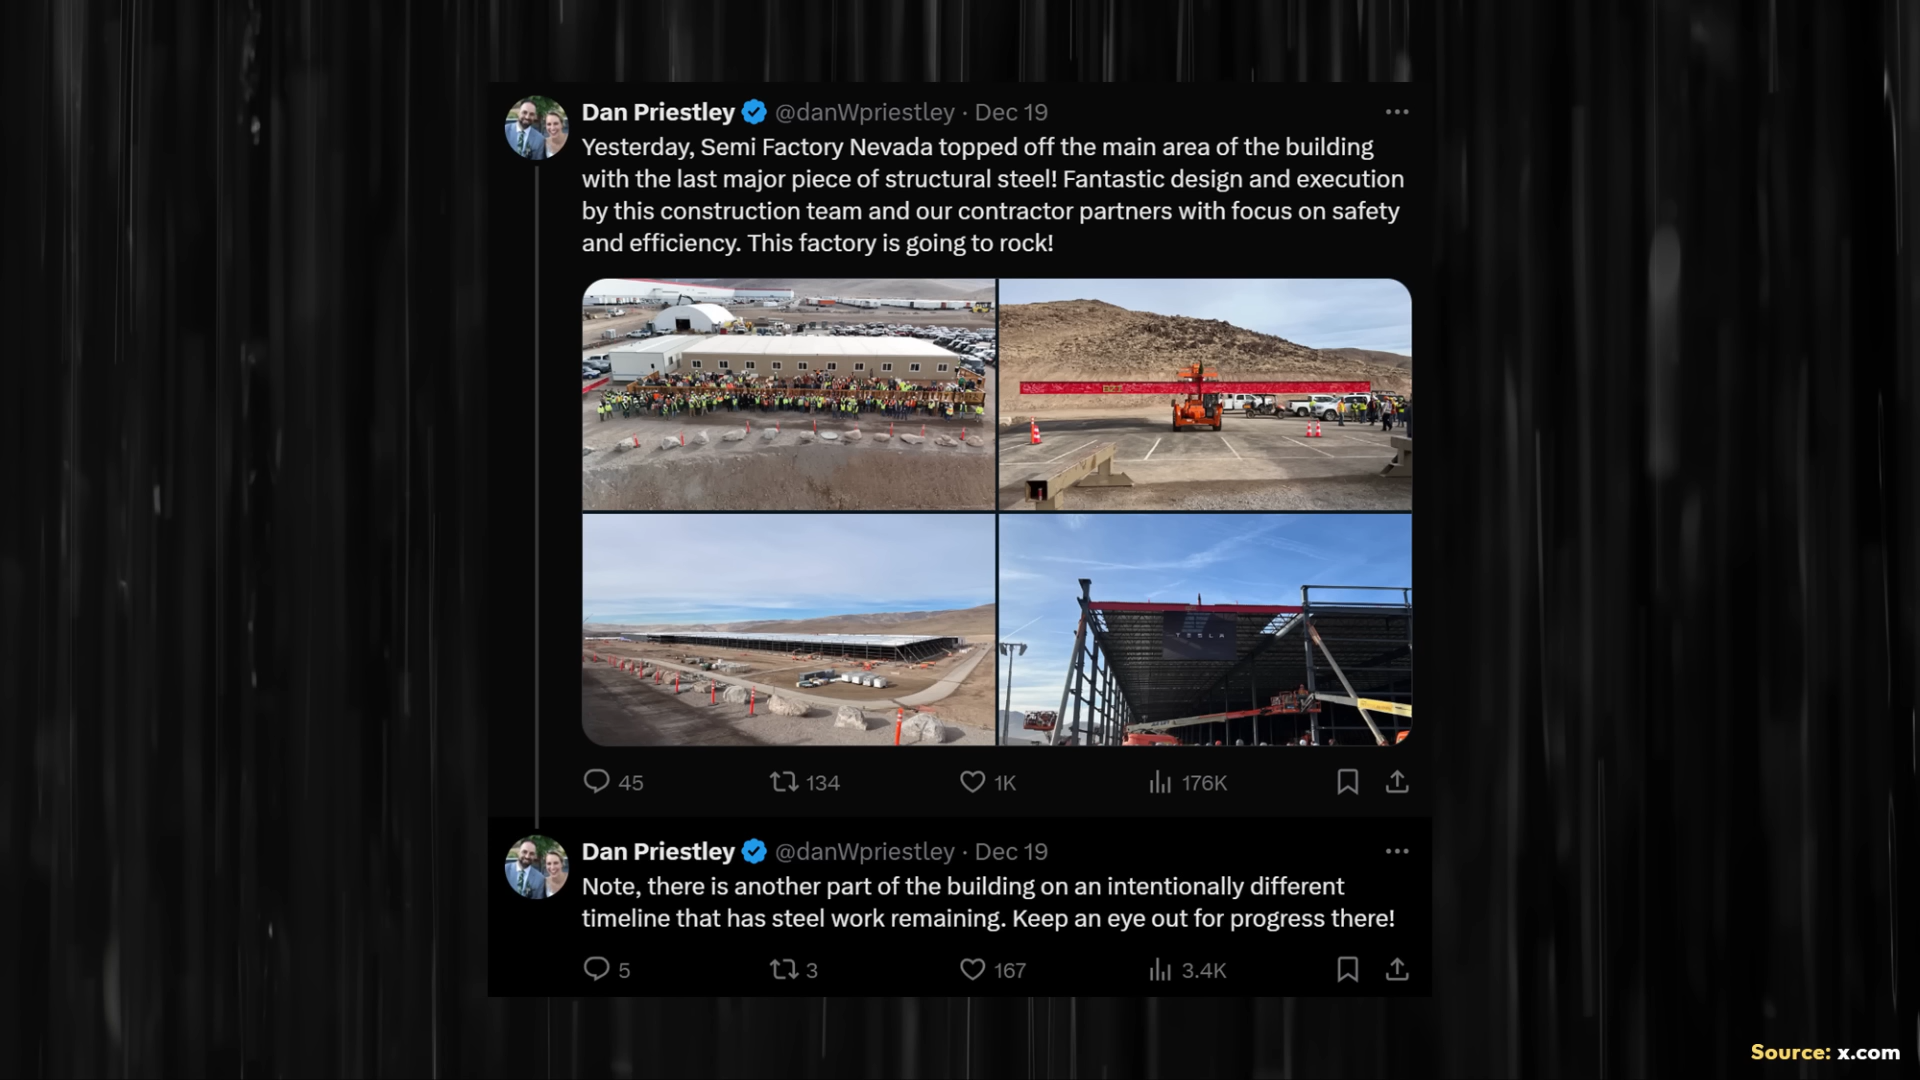 Dan Priestley @danWpriestley · Dec 19
Yesterday, Semi Factory Nevada topped off the main area of the building
with the last major piece of structural steel! Fantastic design and execution
by this construction team and our contractor partners with focus on safety
and efficiency. This factory is going to rock!
TESLA
45 134 1K 176K
Dan Priestley @danWpriestley · Dec 19
Note, there is another part of the building on an intentionally different
timeline that has steel work remaining. Keep an eye out for progress there!
5 3 167 3.4K
Source: x.com